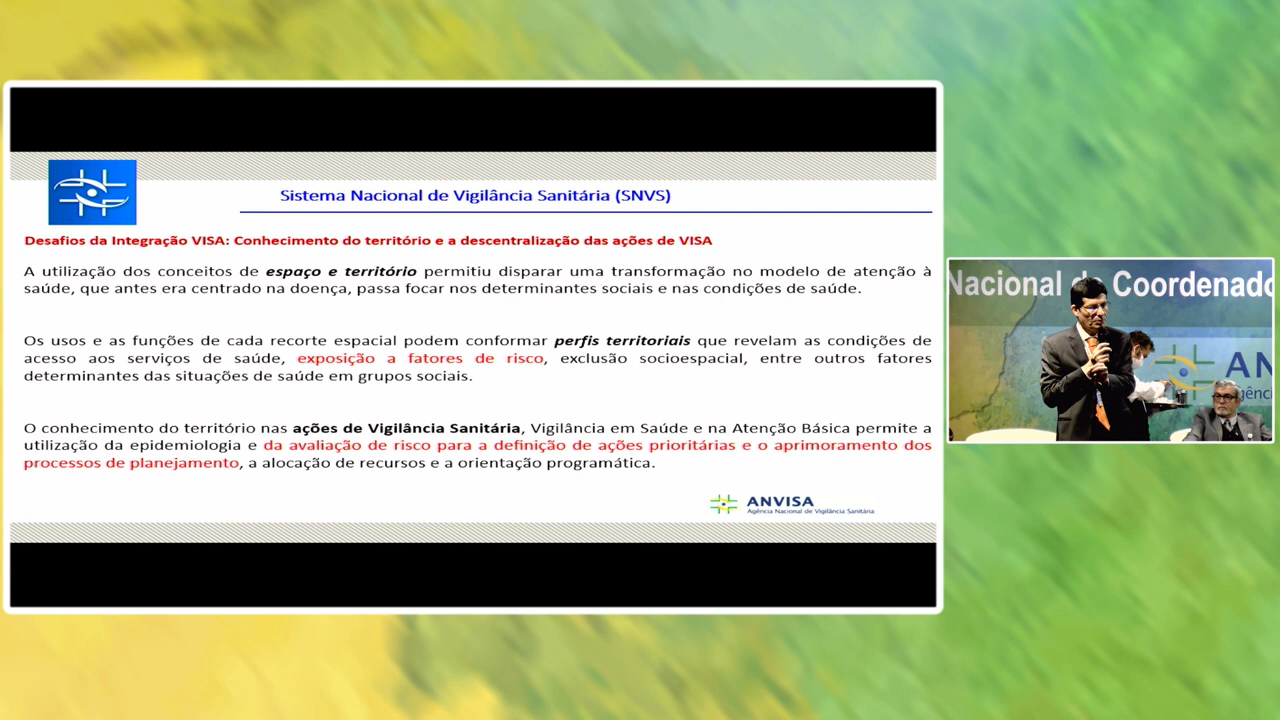 Sistema Nacional de Vigilância Sanitária (SNVS)
Desafios da Integração VISA: Conhecimento do território e a descentralização das ações de VISA
A utilização dos conceitos de espaço e território permitiu disparar uma transformação no modelo de atenção à
saúde, que antes era centrado na doença, passa focar nos determinantes sociais e nas condições de saúde.
Os usos e as funções de cada recorte espacial podem conformar perfis territoriais que revelam as condições de
acesso aos serviços de saúde, exposição a fatores de risco, exclusão socioespacial, entre outros fatores
determinantes das situações de saúde em grupos sociais.
O conhecimento do território nas ações de Vigilância Sanitária, Vigilância em Saúde e na Atenção Básica permite a
utilização da epidemiologia e da avaliação de risco para a definição de ações prioritárias e o aprimoramento dos
processos de planejamento, a alocação de recursos e a orientação programática.
ANVISA
Agência Nacional de Vigilância Sanitária
Nacional Coordenado
AN
gênci